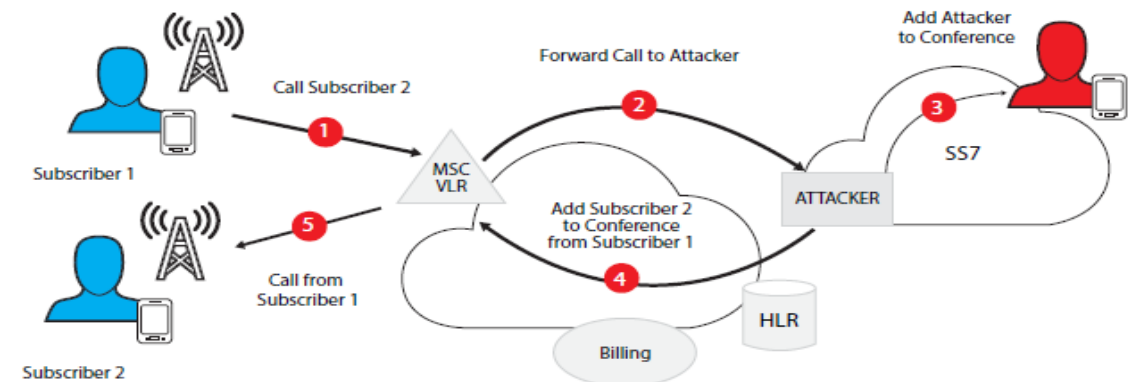 Add Attacker
to Conference
Forward Call to Attacker
Call Subscriber 2
2
3
1
SS7
Subscriber 1
MSC
VLR
ATTACKER
Add Subscriber 2
to Conference
from Subscriber 1
5
4
Call from
Subscriber 1
HLR
Billing
Subscriber 2